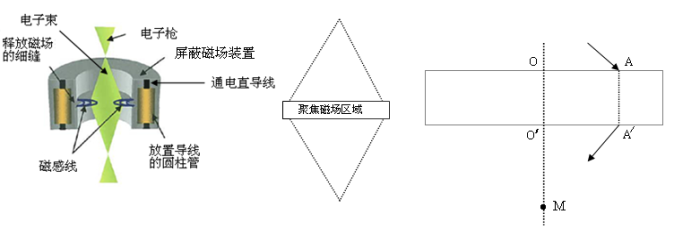 电子束
电子枪
释放磁场
的细缝
屏蔽磁场装置
通电直导线
磁感线
放置导线
的圆柱管
聚焦磁场区域
O
A
O′
A′
M